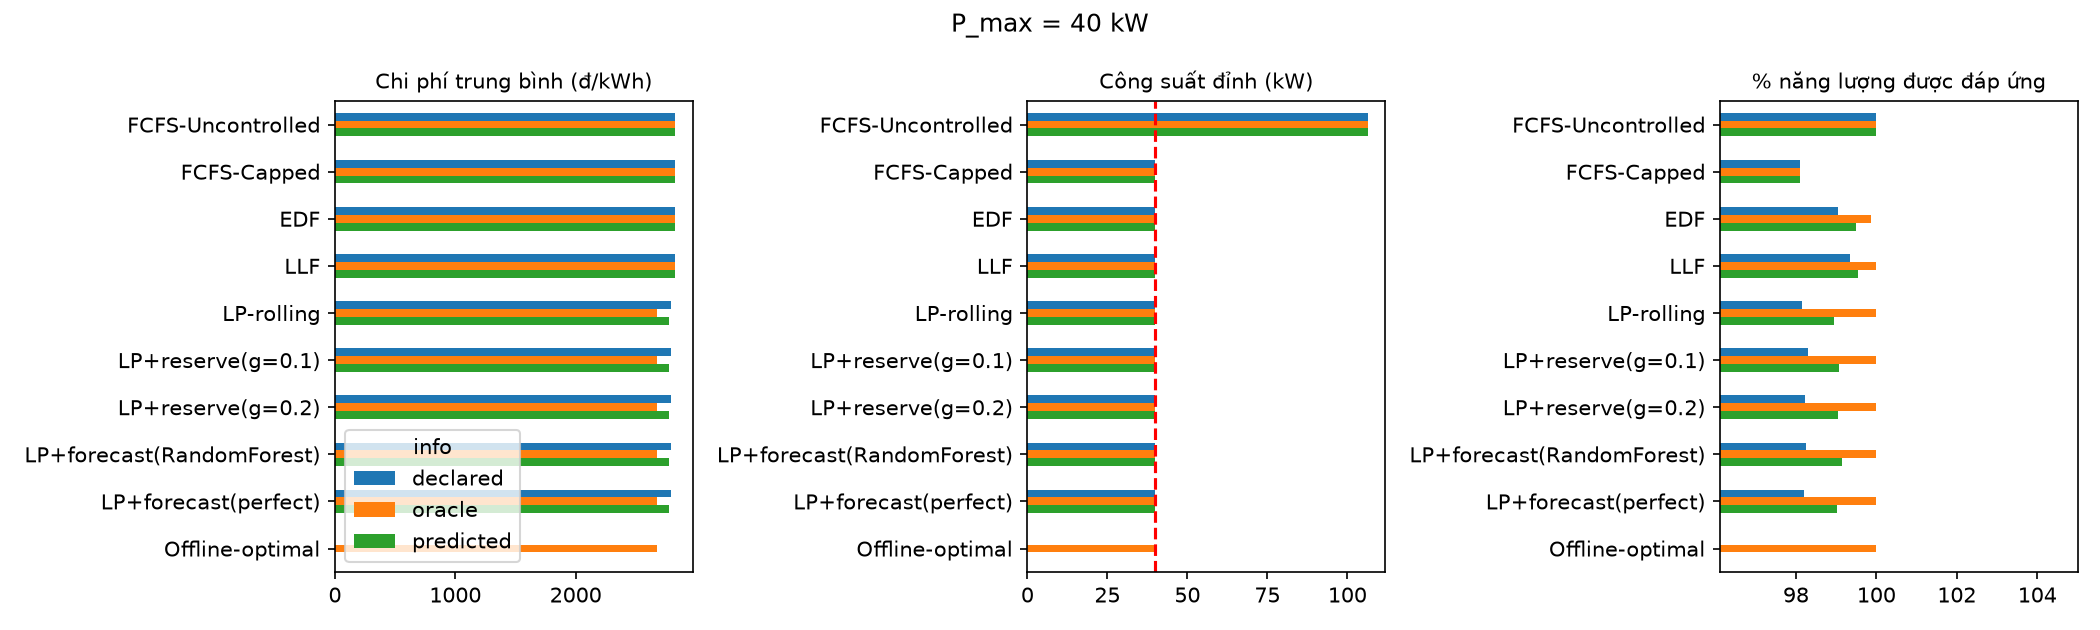 P_max = 40 kW
Chi phí trung bình (đ/kWh)
FCFS-Uncontrolled
FCFS-Capped
EDF
LLF
LP-rolling
LP+reserve(g=0.1)
LP+reserve(g=0.2)
LP+forecast(RandomForest)
LP+forecast(perfect)
Offline-optimal
info
declared
oracle
predicted
0 1000 2000
Công suất đỉnh (kW)
FCFS-Uncontrolled
FCFS-Capped
EDF
LLF
LP-rolling
LP+reserve(g=0.1)
LP+reserve(g=0.2)
LP+forecast(RandomForest)
LP+forecast(perfect)
Offline-optimal
0 25 50 75 100
% năng lượng được đáp ứng
FCFS-Uncontrolled
FCFS-Capped
EDF
LLF
LP-rolling
LP+reserve(g=0.1)
LP+reserve(g=0.2)
LP+forecast(RandomForest)
LP+forecast(perfect)
Offline-optimal
98 100 102 104